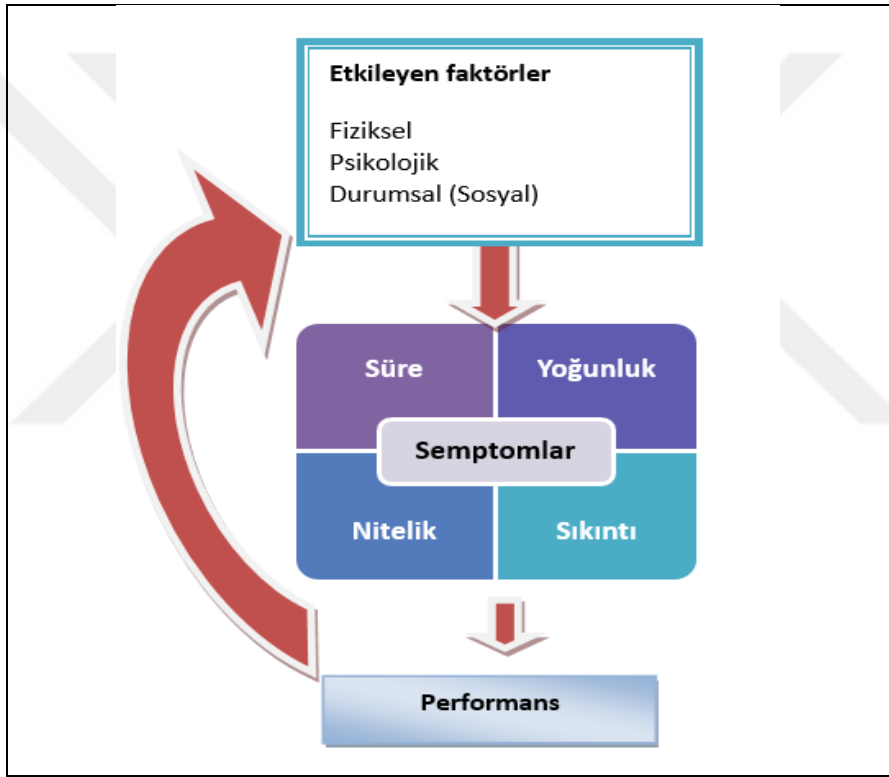 Etkileyen faktörler
Fiziksel
Psikolojik
Durumsal (Sosyal)
Süre
Yoğunluk
Semptomlar
Nitelik
Sıkıntı
Performans